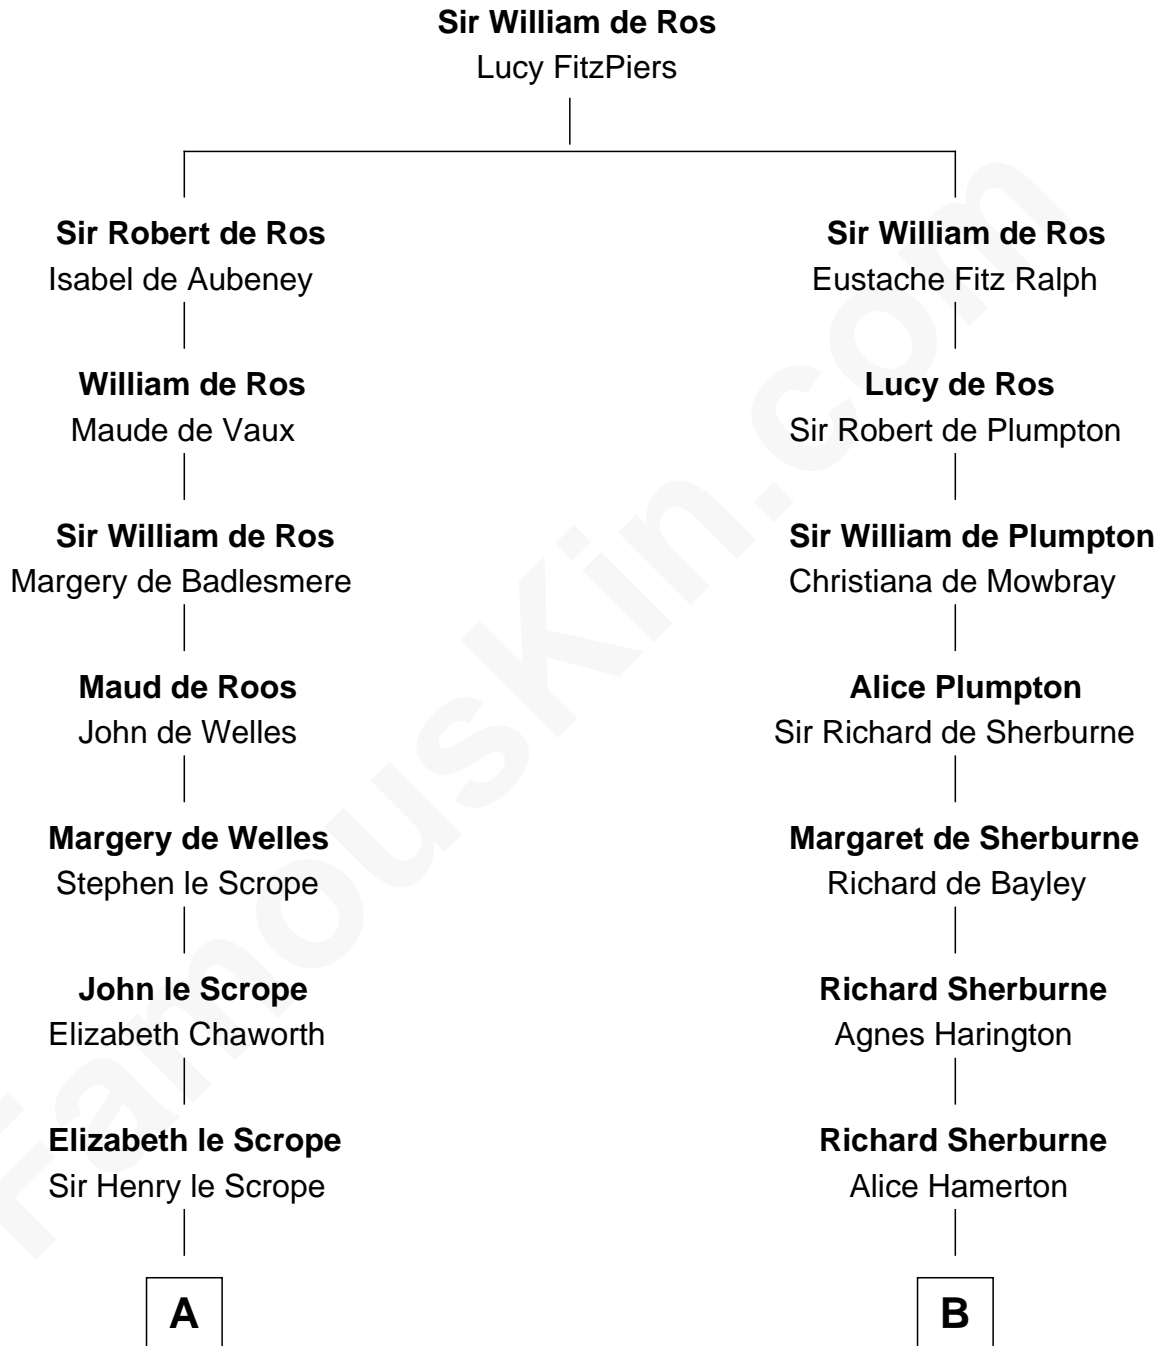 Sir William de Ros
Lucy FitzPiers
Sir Robert de Ros
Isabel de Aubeney
Sir William de Ros
Eustache Fitz Ralph
William de Ros
Maude de Vaux
Lucy de Ros
Sir Robert de Plumpton
Sir William de Ros
Margery de Badlesmere
Sir William de Plumpton
Christiana de Mowbray
Maud de Roos
John de Welles
Alice Plumpton
Sir Richard de Sherburne
Margery de Welles
Stephen le Scrope
Margaret de Sherburne
Richard de Bayley
John le Scrope
Elizabeth Chaworth
Richard Sherburne
Agnes Harington
Elizabeth le Scrope
Sir Henry le Scrope
Richard Sherburne
Alice Hamerton
A
B
FamousKin.com